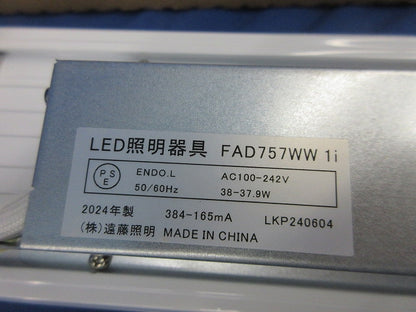 LED照明器具 FAD757WW 1i
PSE ENDO.L AC100-242V
50/60Hz 38-37.9W
2024年製 384-165mA LKP240604
(株)遠藤照明 MADE IN CHINA